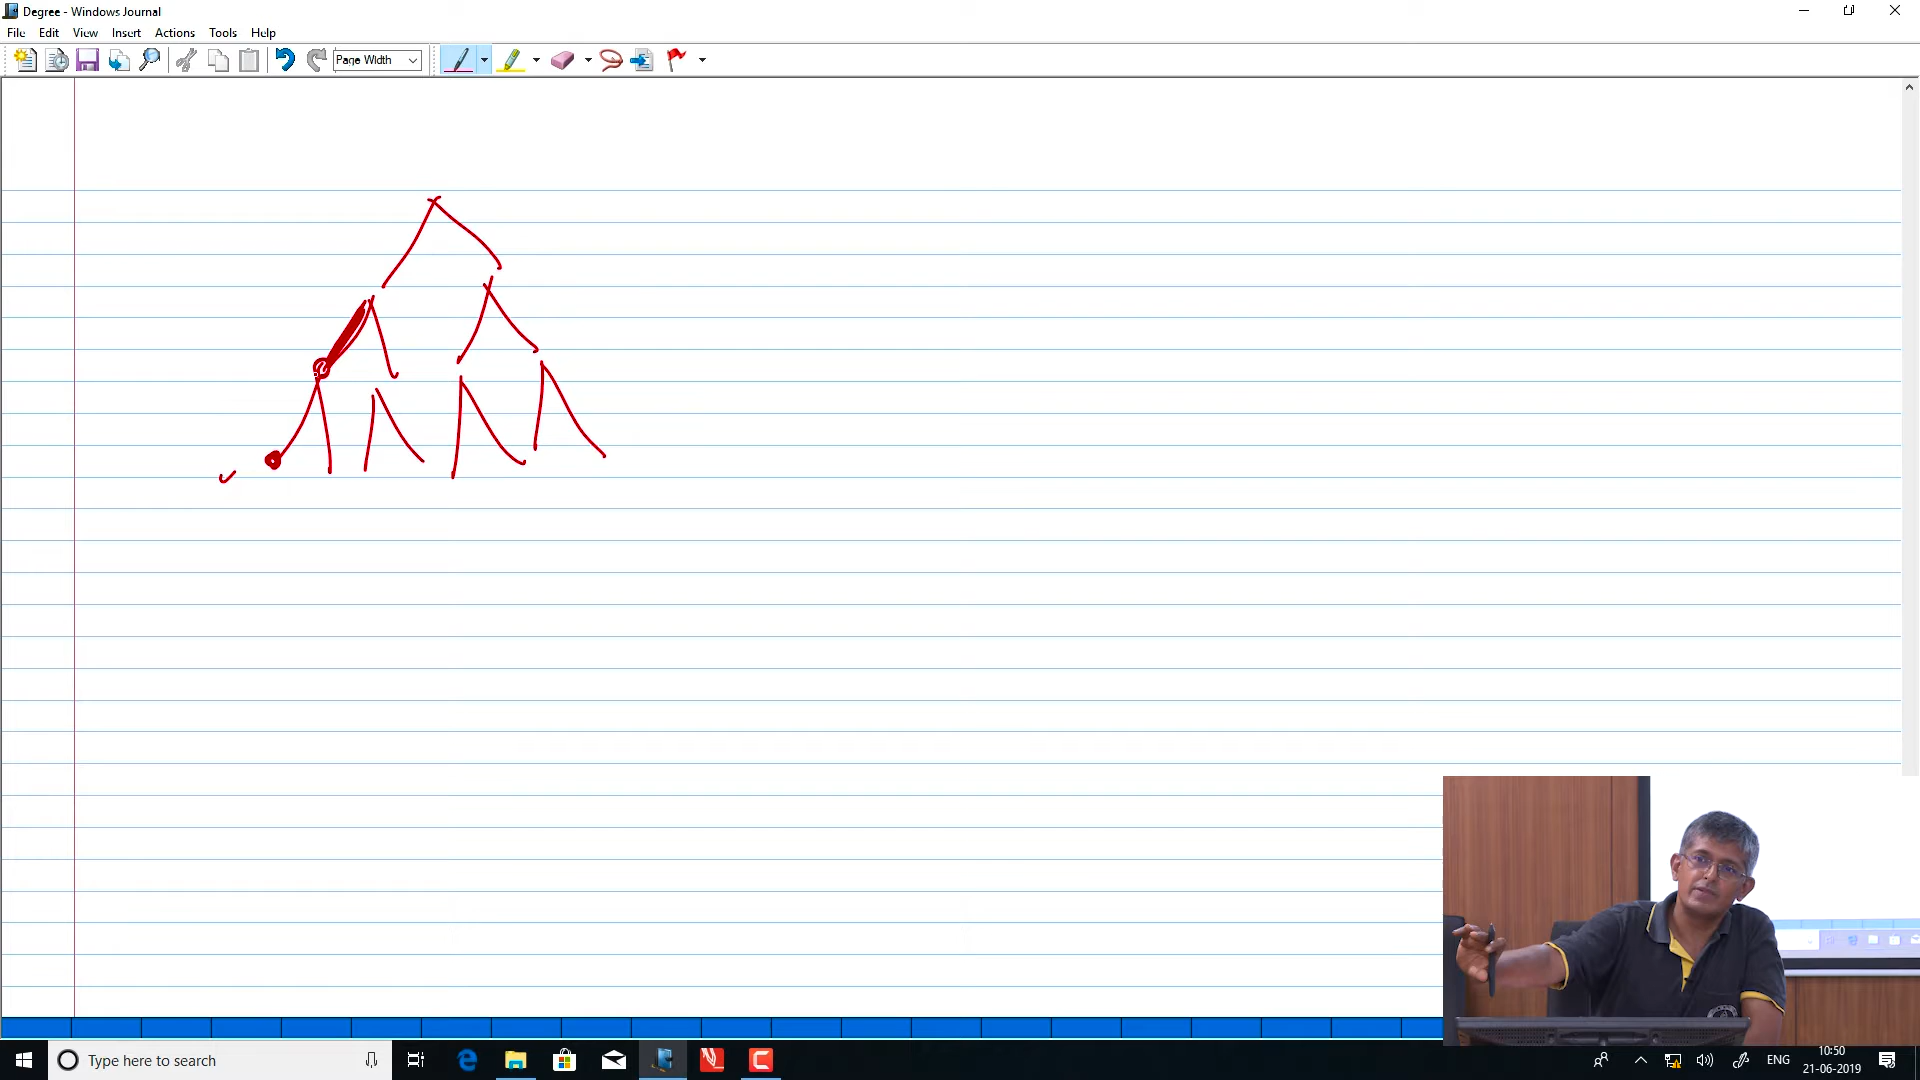 Degree - Windows Journal
File Edit View Insert Actions Tools Help
Page Width
Type here to search
ENG
10:50
21-06-2019